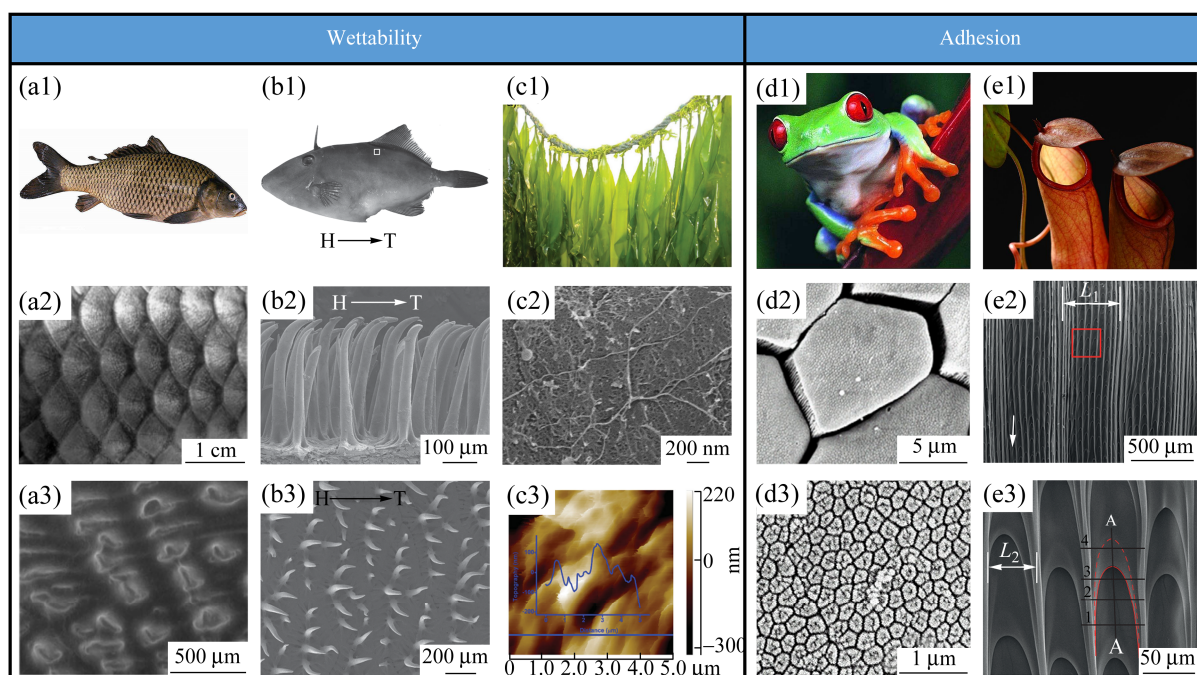 Wettability
Adhesion
(a1)
(b1)
(c1)
(d1)
(e1)
H → T
(a2)
(b2)
(c2)
(d2)
(e2)
H → T
L₁
1 cm
100 μm
200 nm
5 μm
500 μm
(a3)
(b3)
(c3)
(d3)
(e3)
H → T
220
0
nm
−300
0 1.0 2.0 3.0 4.0 5.0 μm
L₂
A
4
3
2
1
A
500 μm
200 μm
1 μm
50 μm